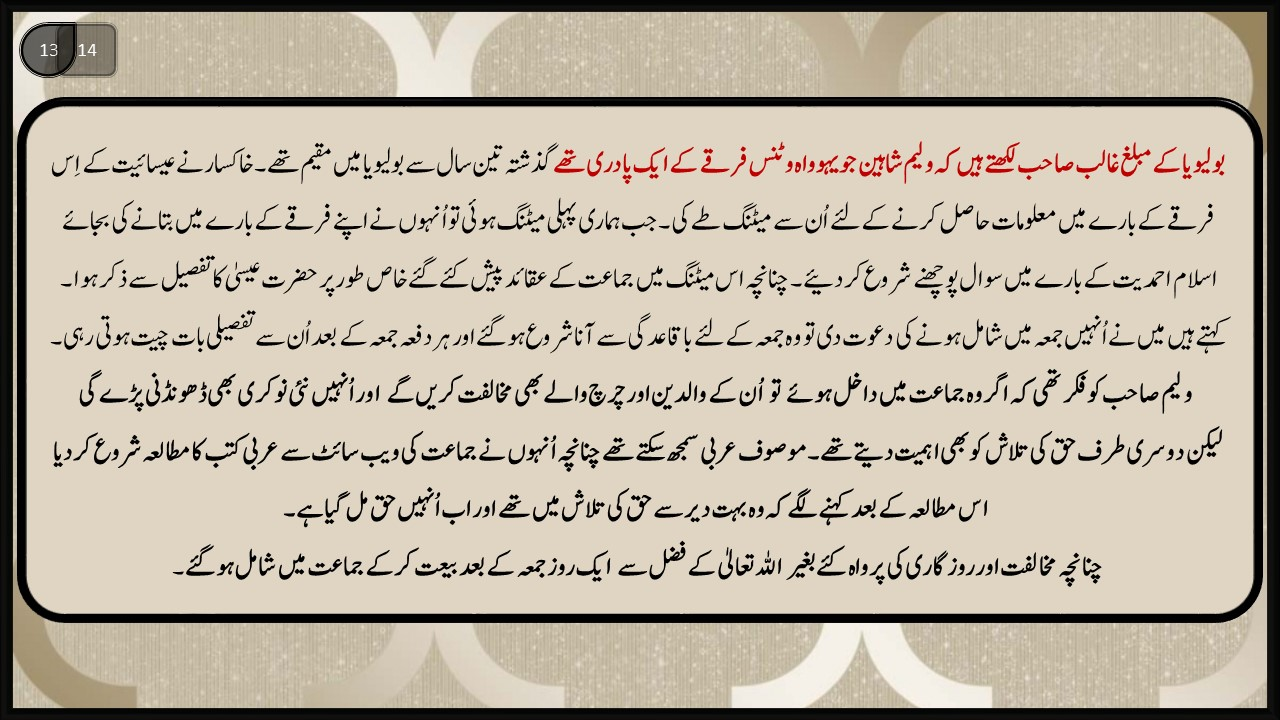 13 14
بولیویا کے مبلغ غالب صاحب لکھتے ہیں کہ ولیم شاہین جو یہوواہ وٹنس فرقے کے ایک پادری تھے گذشتہ تین سال سے بولیویا میں مقیم تھے۔ خاکسار نے عیسائیت کے اِس
فرقے کے بارے میں معلومات حاصل کرنے کے لئے اُن سے میٹنگ طے کی۔ جب ہماری پہلی میٹنگ ہوئی تو اُنہوں نے اپنے فرقے کے بارے میں بتانے کی بجائے
اسلام احمدیت کے بارے میں سوال پوچھنے شروع کر دیئے۔ چنانچہ اس میٹنگ میں جماعت کے عقائد پیش کئے گئے خاص طور پر حضرت عیسیٰ کا تفصیل سے ذکر ہوا۔
کہتے ہیں میں نے اُنہیں جمعہ میں شامل ہونے کی دعوت دی تو وہ جمعہ کے لئے باقاعدگی سے آنا شروع ہو گئے اور ہر دفعہ جمعہ کے بعد اُن سے تفصیلی بات چیت ہوتی رہی۔
ولیم صاحب کو فکر تھی کہ اگر وہ جماعت میں داخل ہوئے تو اُن کے والدین اور چرچ والے بھی مخالفت کریں گے اور اُنہیں نئی نوکری بھی ڈھونڈنی پڑے گی
لیکن دوسری طرف حق کی تلاش کو بھی اہمیت دیتے تھے۔ موصوف عربی سمجھ سکتے تھے چنانچہ اُنہوں نے جماعت کی ویب سائٹ سے عربی کتب کا مطالعہ شروع کر دیا
اس مطالعہ کے بعد کہنے لگے کہ وہ بہت دیر سے حق کی تلاش میں تھے اور اب اُنہیں حق مل گیا ہے۔
چنانچہ مخالفت اور روزگاری کی پرواہ کئے بغیر اللہ تعالیٰ کے فضل سے ایک روز جمعہ کے بعد بیعت کر کے جماعت میں شامل ہو گئے۔